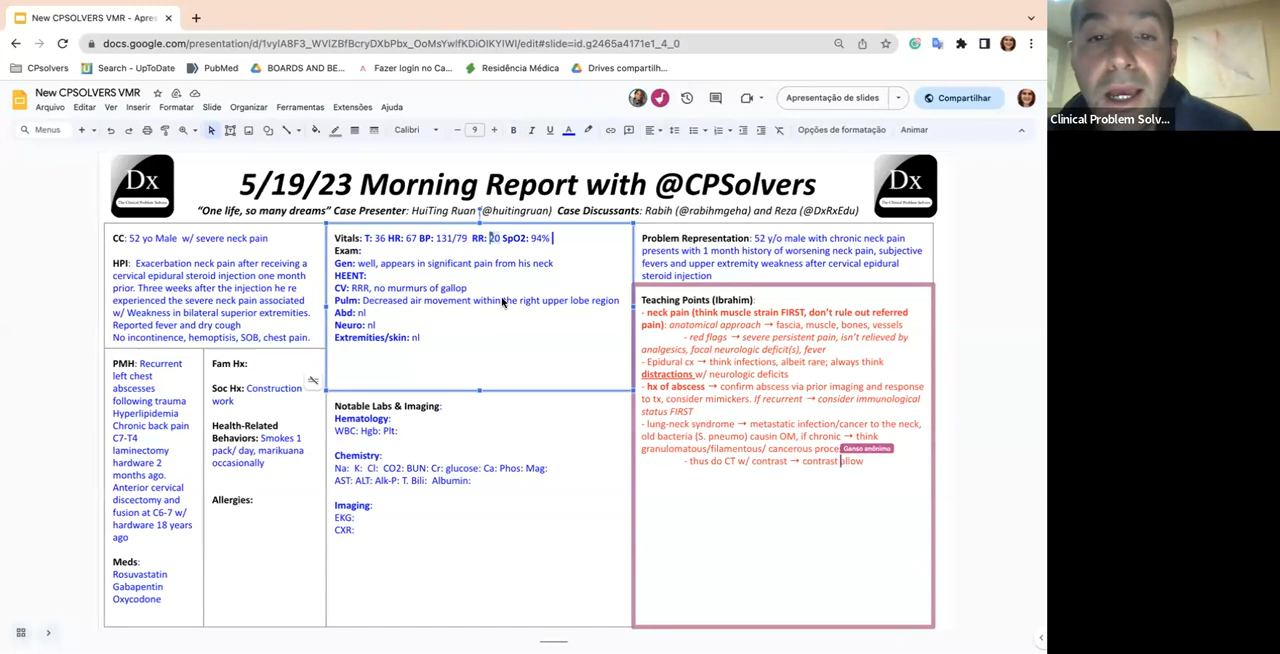 New CPSOLVERS VMR - Apres
docs.google.com/presentation/d/1vyIA8F3_WVIZBfBcryDXbPbx_OoMsYwlfKDiOlKYIWI/edit#slide=id.g2465a4171e1_4_0
CPsolvers
Search - UpToDate
PubMed
BOARDS AND BE...
Fazer login no Ca...
Residência Médica
Drives compartilh...
New CPSOLVERS VMR
Arquivo Editar Ver Inserir Formatar Slide Organizar Ferramentas Extensões Ajuda
Apresentação de slides
Compartilhar
Menus
Calibri
9
Opções de formatação
Animar
Clinical Problem Solv...
Dx
The Clinical Problem Solvers
5/19/23 Morning Report with @CPSolvers
"One life, so many dreams" Case Presenter: HuiTing Ruan (@huitingruan) Case Discussants: Rabih (@rabihmgeha) and Reza (@DxRxEdu)
Dx
The Clinical Problem Solvers
CC: 52 yo Male w/ severe neck pain
HPI: Exacerbation neck pain after receiving a
cervical epidural steroid injection one month
prior. Three weeks after the injection he re
experienced the severe neck pain associated
w/ Weakness in bilateral superior extremities.
Reported fever and dry cough
No incontinence, hemoptisis, SOB, chest pain.
PMH: Recurrent
left chest
abscesses
following trauma
Hyperlipidemia
Chronic back pain
C7-T4
laminectomy
hardware 2
months ago.
Anterior cervical
discectomy and
fusion at C6-7 w/
hardware 18 years
ago
Meds:
Rosuvastatin
Gabapentin
Oxycodone
Fam Hx:
Soc Hx: Construction
work
Health-Related
Behaviors: Smokes 1
pack/ day, marikuana
occasionally
Allergies:
Vitals: T: 36 HR: 67 BP: 131/79 RR: 20 SpO2: 94%
Exam:
Gen: well, appears in significant pain from his neck
HEENT:
CV: RRR, no murmurs of gallop
Pulm: Decreased air movement within the right upper lobe region
Abd: nl
Neuro: nl
Extremities/skin: nl
Notable Labs & Imaging:
Hematology:
WBC: Hgb: Plt:
Chemistry:
Na: K: Cl: CO2: BUN: Cr: glucose: Ca: Phos: Mag:
AST: ALT: Alk-P: T. Bili: Albumin:
Imaging:
EKG:
CXR:
Problem Representation: 52 y/o male with chronic neck pain
presents with 1 month history of worsening nec pain, subjective
fevers and upper extremity weakness after cervical epidural
steroid injection
Teaching Points (Ibrahim):
- neck pain (think muscle strain FIRST, don't rule out referred
pain): anatomical approach → fascia, muscle, bones, vessels
- red flags → severe persistent pain, isn't relieved by
analgesics, focal neurologic deficit(s), fever
- Epidural cx → think infections, albeit rare; always think
distractions w/ neurologic deficits
- hx of abscess → confirm abscess via prior imaging and response
to tx, consider mimickers. If recurrent → consider immunological
status FIRST
- lung-neck syndrome → metastatic infection/cancer to the neck,
old bacteria (S. pneumo) causin OM, if chronic → think
granulomatous/filamentous/ cancerous proce
Ganso anônimo
- thus do CT w/ contrast → contrast allow